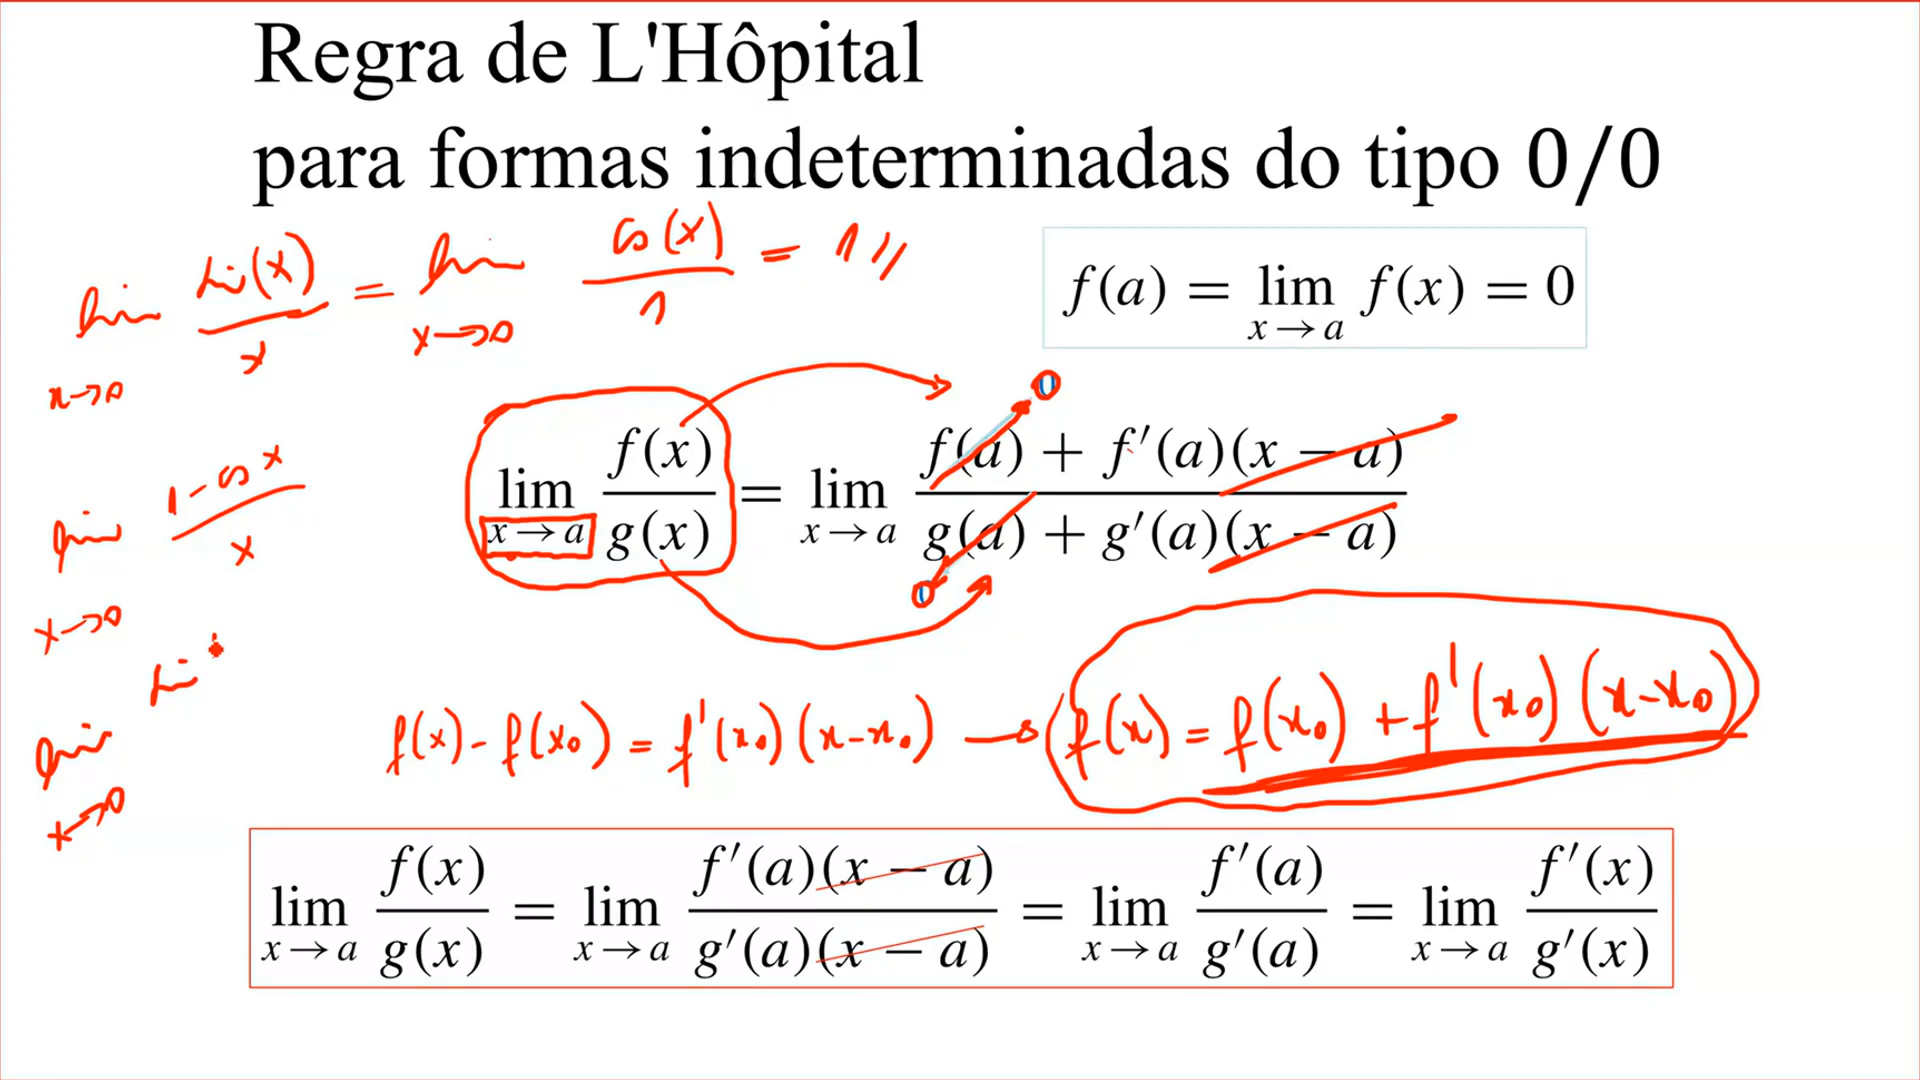 Regra de L'Hôpital
para formas indeterminadas do tipo 0/0
lim x→0 sin(x)/x = lim x→0 cos(x)/1 = 1//
f(a) = lim x→a f(x) = 0
lim x→a f(x)/g(x) = lim x→a (f(a) + f′(a)(x − a))/(g(a) + g′(a)(x − a))
0
0
lim x→0 (1 - cos x)/x
lim x→0 sin
f(x) - f(x₀) = f'(x₀)(x-x₀) → f(x) = f(x₀) + f'(x₀)(x-x₀)
lim x→a f(x)/g(x) = lim x→a f′(a)(x − a)/g′(a)(x − a) = lim x→a f′(a)/g′(a) = lim x→a f′(x)/g′(x)